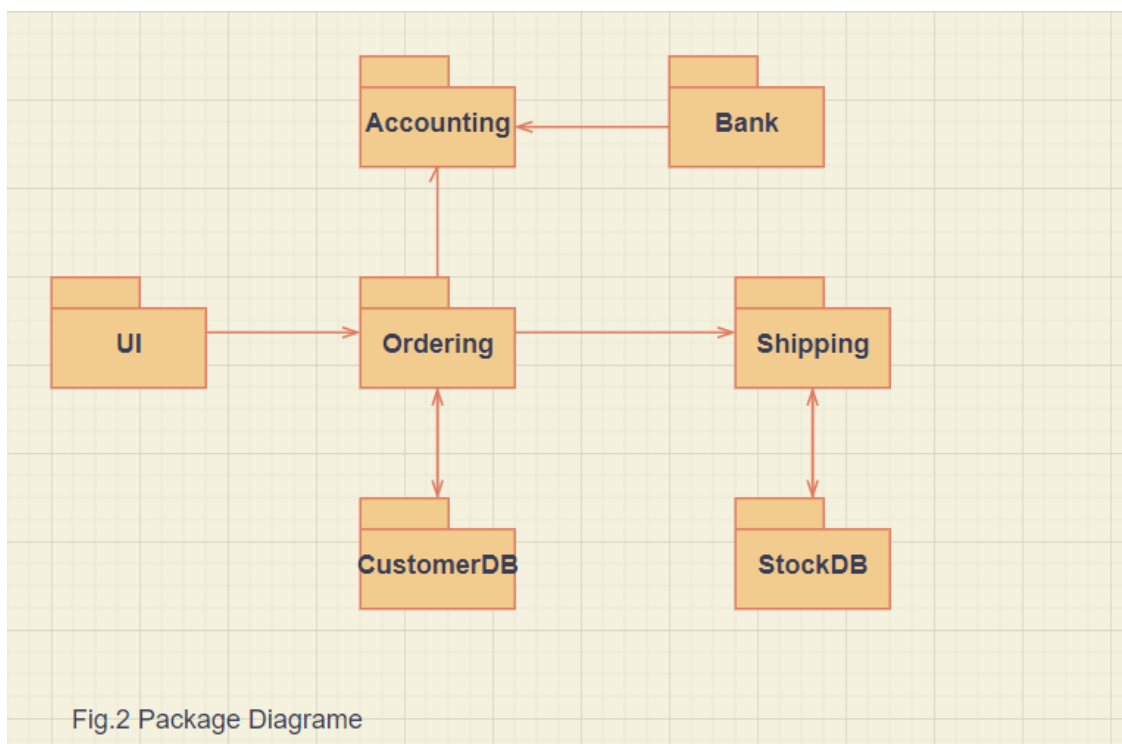 Accounting
Bank
UI
Ordering
Shipping
CustomerDB
StockDB
Fig.2 Package Diagrame